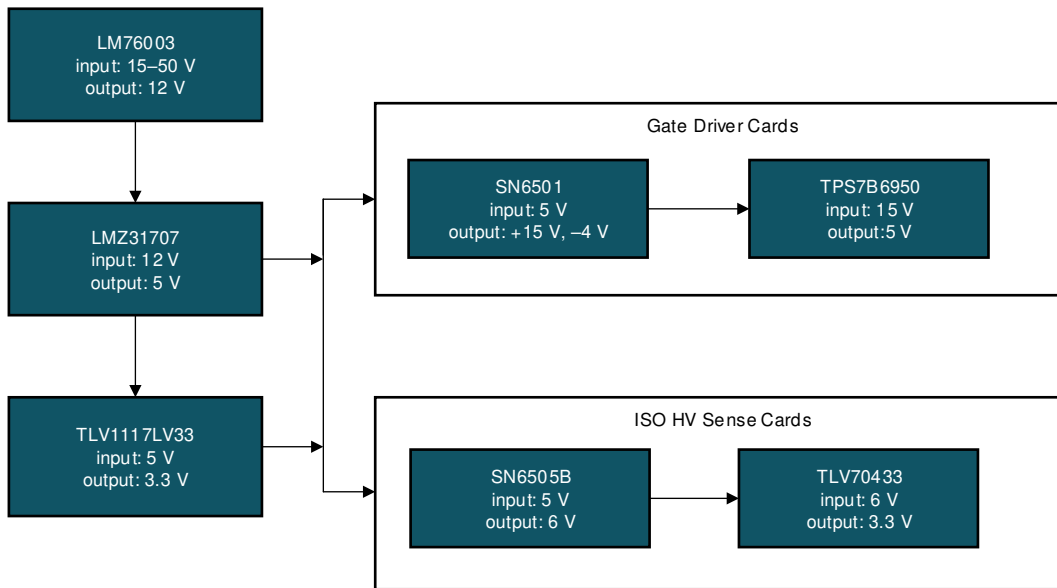 LM76003
input: 15–50 V
output: 12 V
LMZ31707
input: 12 V
output: 5 V
TLV1117LV33
input: 5 V
output: 3.3 V
Gate Driver Cards
SN6501
input: 5 V
output: +15 V, –4 V
TPS7B6950
input: 15 V
output:5 V
ISO HV Sense Cards
SN6505B
input: 5 V
output: 6 V
TLV70433
input: 6 V
output: 3.3 V